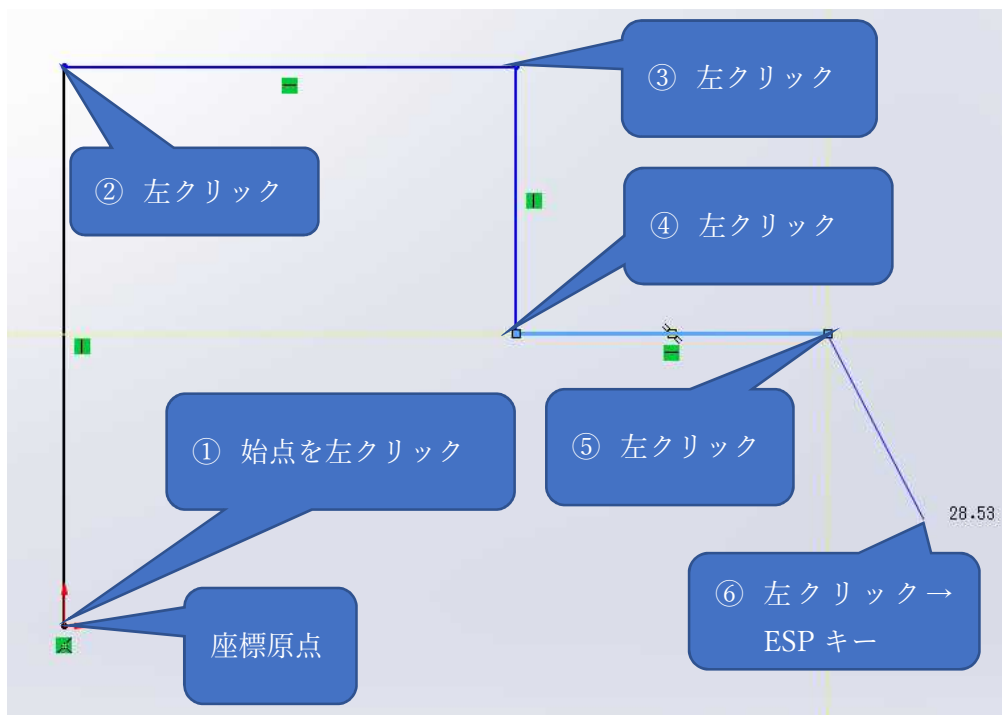 ③ 左クリック
② 左クリック
④ 左クリック
① 始点を左クリック
⑤ 左クリック
28.53
⑥ 左クリック→
ESP キー
座標原点